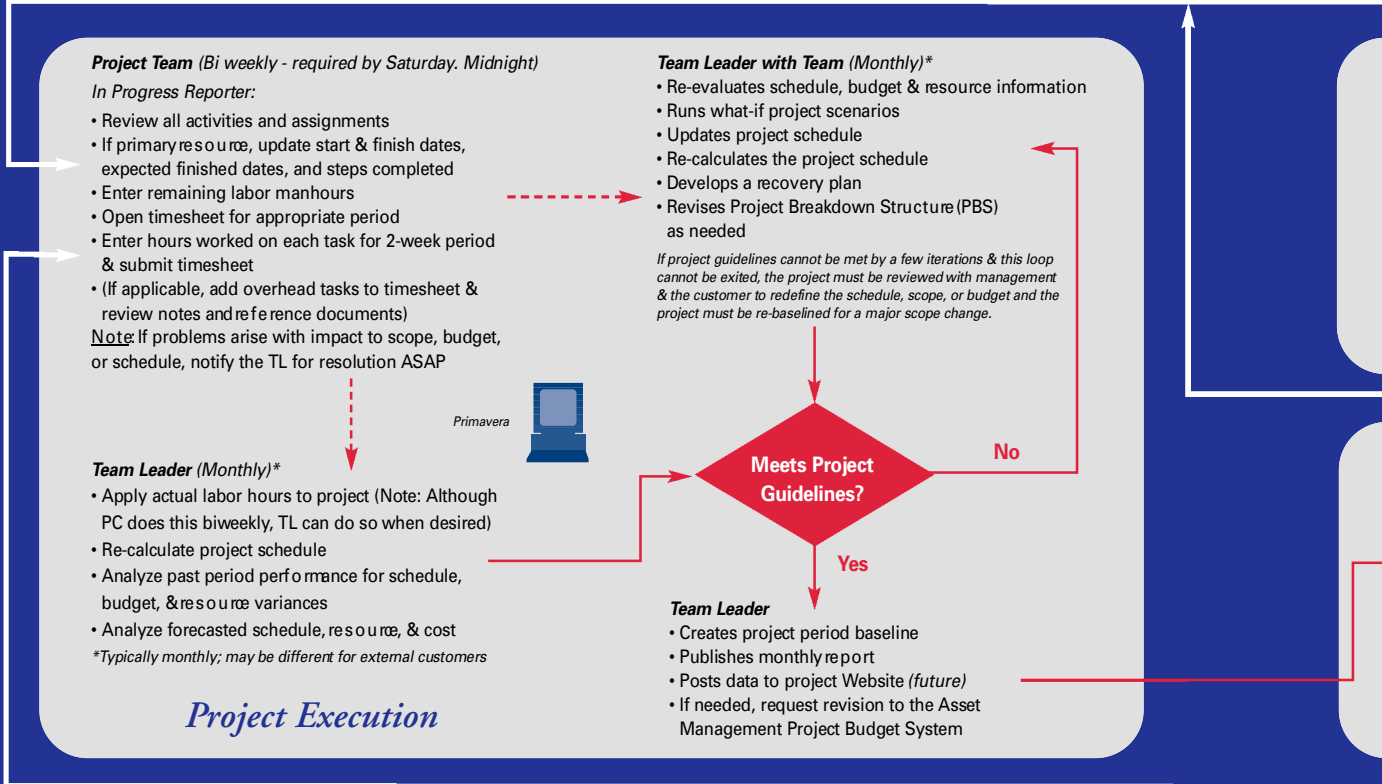 Project Team (Bi weekly - required by Saturday. Midnight)
In Progress Reporter:
• Review all activities and assignments
• If primary resource, update start & finish dates,
expected finished dates, and steps completed
• Enter remaining labor manhours
• Open timesheet for appropriate period
• Enter hours worked on each task for 2-week period
& submit timesheet
• (If applicable, add overhead tasks to timesheet &
review notes and reference documents)
Note: If problems arise with impact to scope, budget,
or schedule, notify the TL for resolution ASAP
Primavera
Team Leader (Monthly)*
• Apply actual labor hours to project (Note: Although
PC does this biweekly, TL can do so when desired)
• Re-calculate project schedule
• Analyze past period performance for schedule,
budget, & resource variances
• Analyze forecasted schedule, resource, & cost
*Typically monthly; may be different for external customers
Project Execution
Team Leader with Team (Monthly)*
• Re-evaluates schedule, budget & resource information
• Runs what-if project scenarios
• Updates project schedule
• Re-calculates the project schedule
• Develops a recovery plan
• Revises Project Breakdown Structure (PBS)
as needed
If project guidelines cannot be met by a few iterations & this loop
cannot be exited, the project must be reviewed with management
& the customer to redefine the schedule, scope, or budget and the
project must be re-baselined for a major scope change.
Meets Project
Guidelines?
No
Yes
Team Leader
• Creates project period baseline
• Publishes monthly report
• Posts data to project Website (future)
• If needed, request revision to the Asset
Management Project Budget System